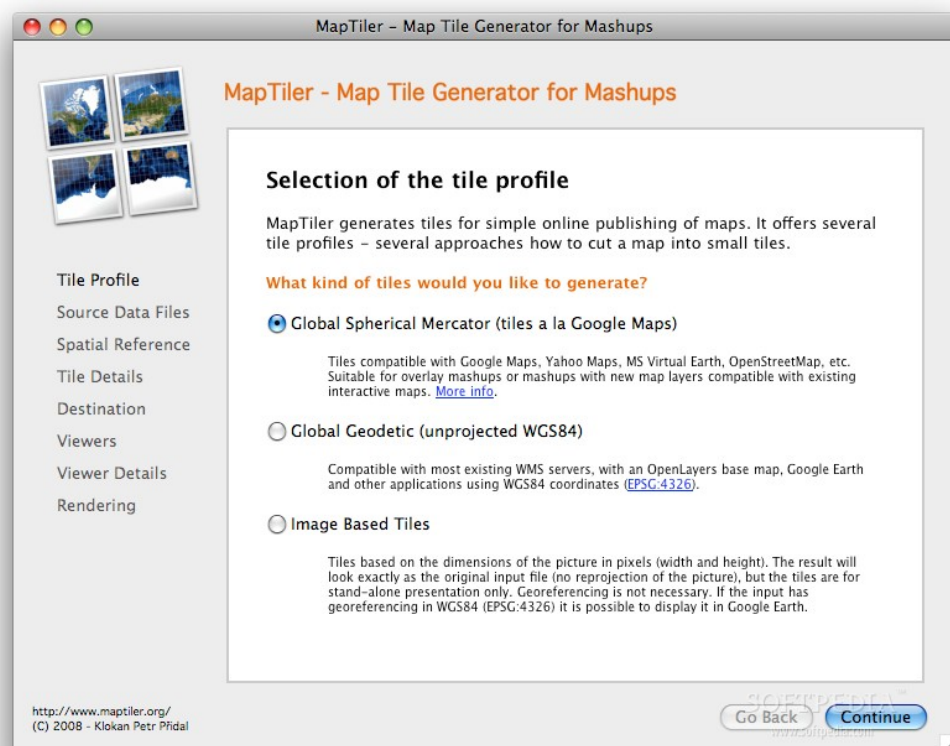 MapTiler – Map Tile Generator for Mashups
MapTiler - Map Tile Generator for Mashups
Tile Profile
Source Data Files
Spatial Reference
Tile Details
Destination
Viewers
Viewer Details
Rendering
Selection of the tile profile
MapTiler generates tiles for simple online publishing of maps. It offers several
tile profiles – several approaches how to cut a map into small tiles.
What kind of tiles would you like to generate?
Global Spherical Mercator (tiles a la Google Maps)
Tiles compatible with Google Maps, Yahoo Maps, MS Virtual Earth, OpenStreetMap, etc.
Suitable for overlay mashups or mashups with new map layers compatible with existing
interactive maps. More info.
Global Geodetic (unprojected WGS84)
Compatible with most existing WMS servers, with an OpenLayers base map, Google Earth
and other applications using WGS84 coordinates (EPSG:4326).
Image Based Tiles
Tiles based on the dimensions of the picture in pixels (width and height). The result will
look exactly as the original input file (no reprojection of the picture), but the tiles are for
stand-alone presentation only. Georeferencing is not necessary. If the input has
georeferencing in WGS84 (EPSG:4326) it is possible to display it in Google Earth.
http://www.maptiler.org/
(C) 2008 - Klokan Petr Přidal
SOFTPEDIA™
www.softpedia.com
Go Back
Continue